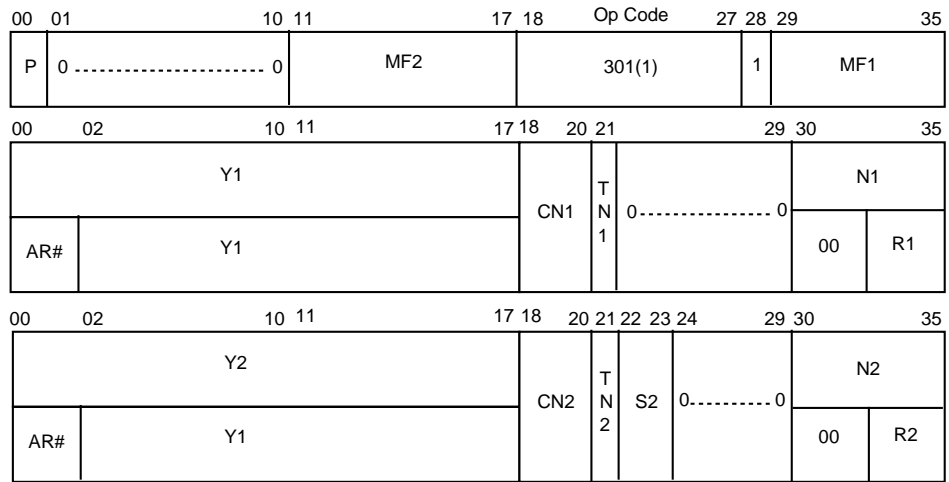 00 01 10 11 17 18 Op Code 27 28 29 35
P 0 0 MF2 301(1) 1 MF1
00 02 10 11 17 18 20 21 29 30 35
Y1 CN1 TN1 0 0 N1
AR# Y1 00 R1
00 02 10 11 17 18 20 21 22 23 24 29 30 35
Y2 CN2 TN2 S2 0 0 N2
AR# Y1 00 R2